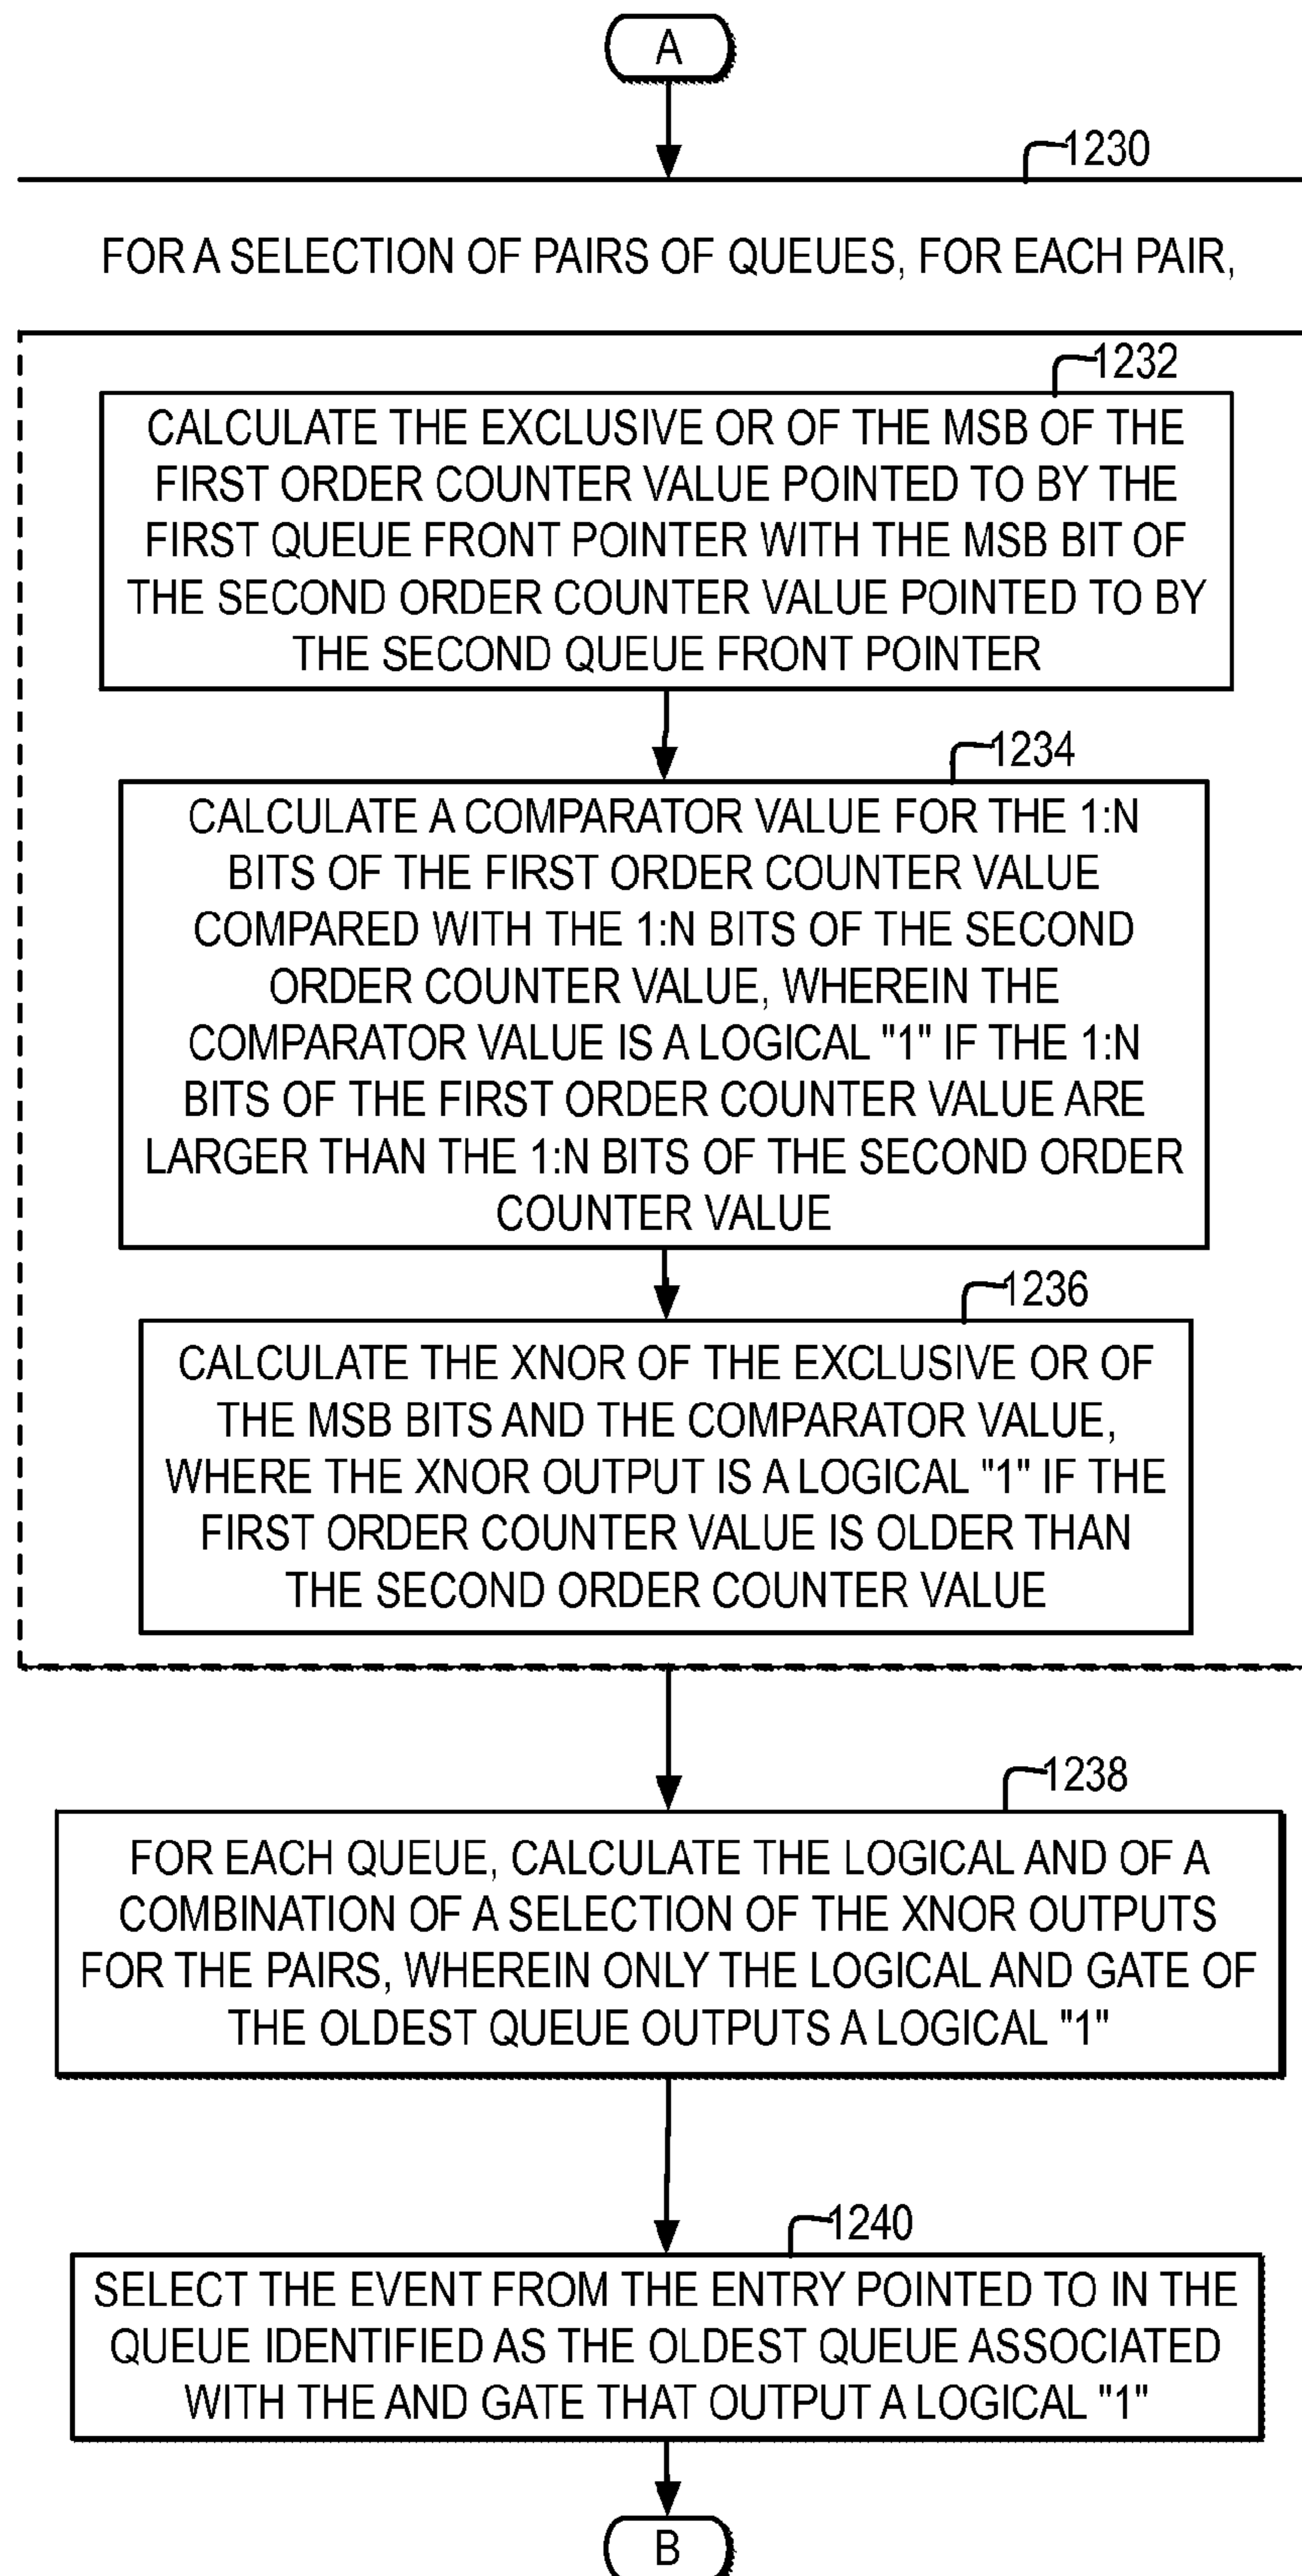 A
1230
FOR A SELECTION OF PAIRS OF QUEUES, FOR EACH PAIR,
1232
CALCULATE THE EXCLUSIVE OR OF THE MSB OF THE
FIRST ORDER COUNTER VALUE POINTED TO BY THE
FIRST QUEUE FRONT POINTER WITH THE MSB BIT OF
THE SECOND ORDER COUNTER VALUE POINTED TO BY
THE SECOND QUEUE FRONT POINTER
1234
CALCULATE A COMPARATOR VALUE FOR THE 1:N
BITS OF THE FIRST ORDER COUNTER VALUE
COMPARED WITH THE 1:N BITS OF THE SECOND
ORDER COUNTER VALUE, WHEREIN THE
COMPARATOR VALUE IS A LOGICAL "1" IF THE 1:N
BITS OF THE FIRST ORDER COUNTER VALUE ARE
LARGER THAN THE 1:N BITS OF THE SECOND ORDER
COUNTER VALUE
1236
CALCULATE THE XNOR OF THE EXCLUSIVE OR OF
THE MSB BITS AND THE COMPARATOR VALUE,
WHERE THE XNOR OUTPUT IS A LOGICAL "1" IF THE
FIRST ORDER COUNTER VALUE IS OLDER THAN
THE SECOND ORDER COUNTER VALUE
1238
FOR EACH QUEUE, CALCULATE THE LOGICAL AND OF A
COMBINATION OF A SELECTION OF THE XNOR OUTPUTS
FOR THE PAIRS, WHEREIN ONLY THE LOGICAL AND GATE OF
THE OLDEST QUEUE OUTPUTS A LOGICAL "1"
1240
SELECT THE EVENT FROM THE ENTRY POINTED TO IN THE
QUEUE IDENTIFIED AS THE OLDEST QUEUE ASSOCIATED
WITH THE AND GATE THAT OUTPUT A LOGICAL "1"
B